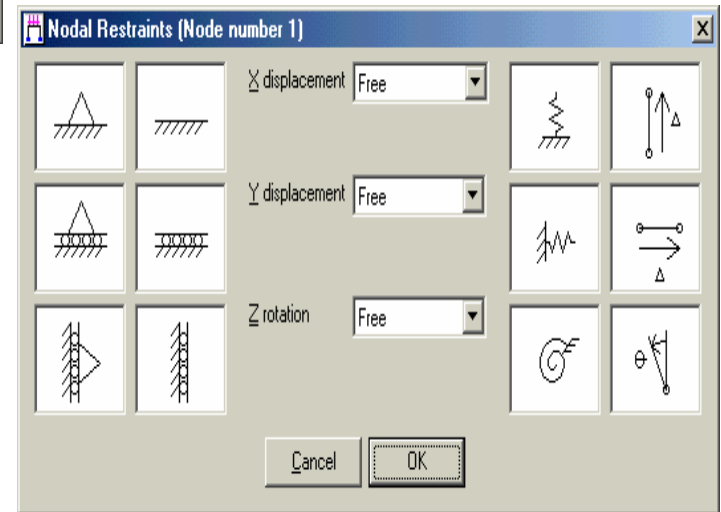 Nodal Restraints (Node number 1)
X displacement Free
Δ
Y displacement Free
Δ
Z rotation Free
θ
Cancel OK